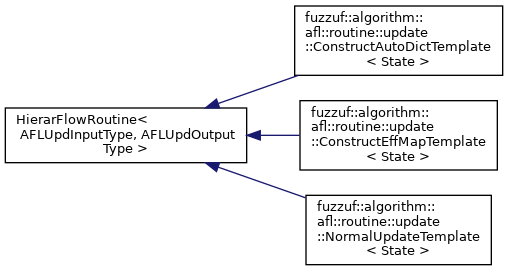 fuzzuf::algorithm::
afl::routine::update
::ConstructAutoDictTemplate
< State >
HierarFlowRoutine<
AFLUpdInputType, AFLUpdOutput
Type >
fuzzuf::algorithm::
afl::routine::update
::ConstructEffMapTemplate
< State >
fuzzuf::algorithm::
afl::routine::update
::NormalUpdateTemplate
< State >